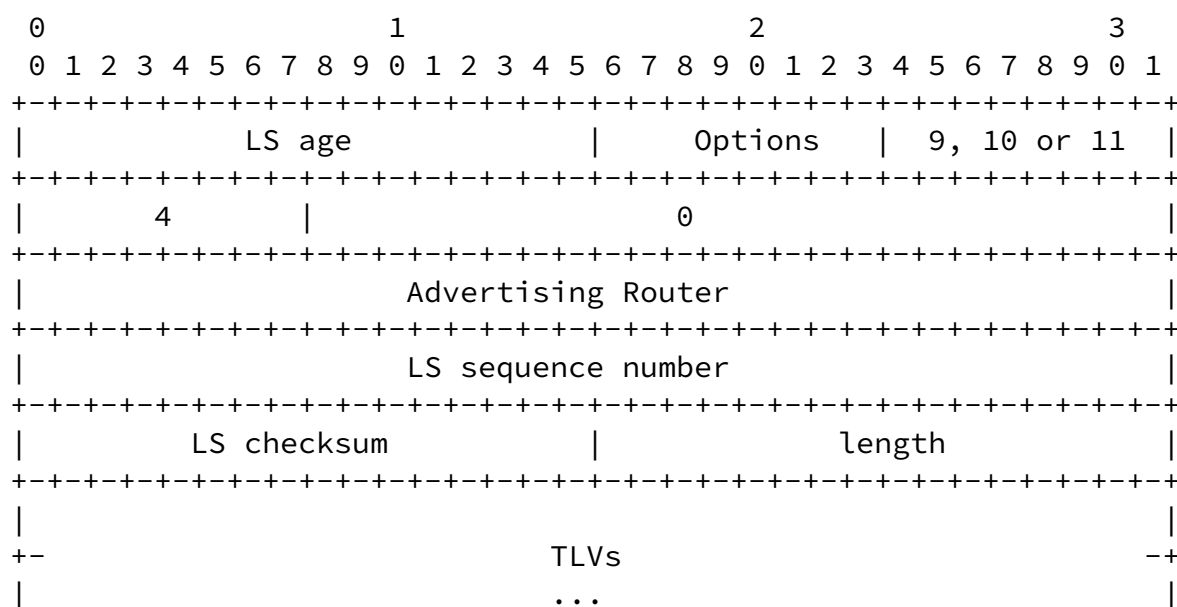 0                   1                   2                   3
 0 1 2 3 4 5 6 7 8 9 0 1 2 3 4 5 6 7 8 9 0 1 2 3 4 5 6 7 8 9 0 1
+-+-+-+-+-+-+-+-+-+-+-+-+-+-+-+-+-+-+-+-+-+-+-+-+-+-+-+-+-+-+-+-+
|            LS age             |     Options   |  9, 10 or 11  |
+-+-+-+-+-+-+-+-+-+-+-+-+-+-+-+-+-+-+-+-+-+-+-+-+-+-+-+-+-+-+-+-+
|       4       |                    0                          |
+-+-+-+-+-+-+-+-+-+-+-+-+-+-+-+-+-+-+-+-+-+-+-+-+-+-+-+-+-+-+-+-+
|                     Advertising Router                        |
+-+-+-+-+-+-+-+-+-+-+-+-+-+-+-+-+-+-+-+-+-+-+-+-+-+-+-+-+-+-+-+-+
|                     LS sequence number                        |
+-+-+-+-+-+-+-+-+-+-+-+-+-+-+-+-+-+-+-+-+-+-+-+-+-+-+-+-+-+-+-+-+
|         LS checksum           |             length            |
+-+-+-+-+-+-+-+-+-+-+-+-+-+-+-+-+-+-+-+-+-+-+-+-+-+-+-+-+-+-+-+-+
|                                                               |
+-                            TLVs                             -+
|                             ...                               |